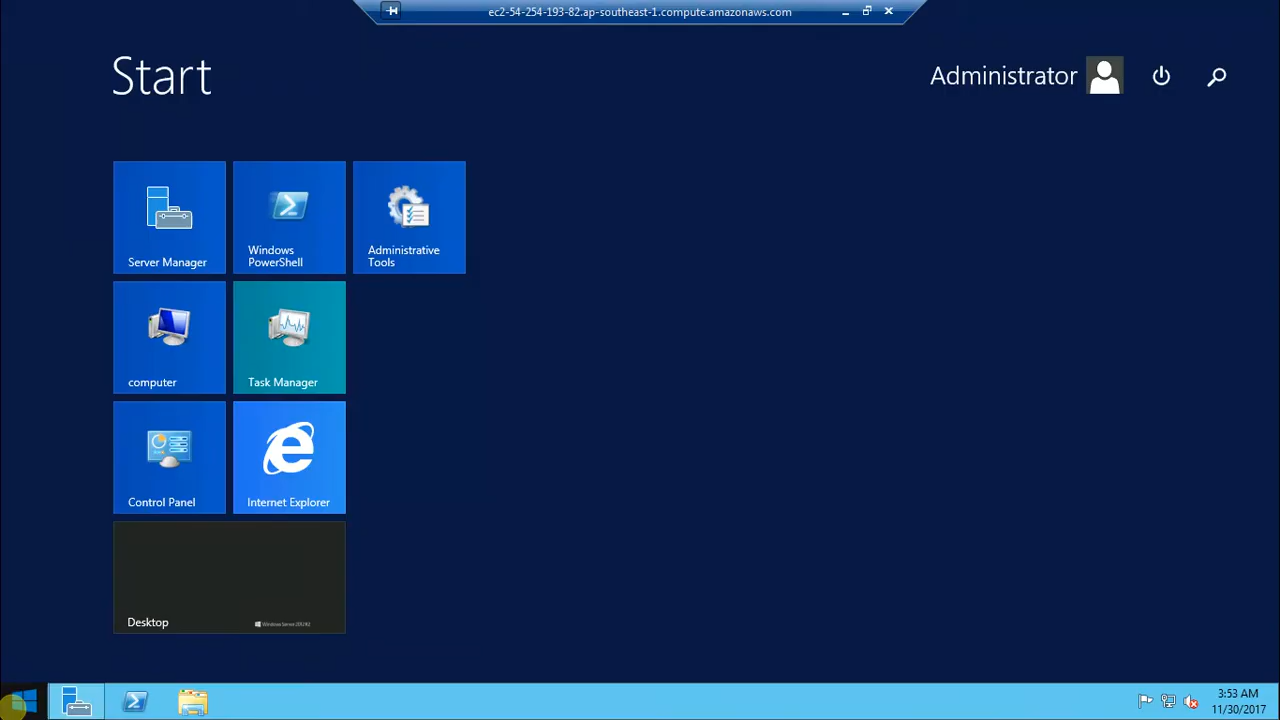 ec2-54-254-193-82.ap-southeast-1.compute.amazonaws.com
Start
Administrator
Server Manager
Windows
PowerShell
Administrative
Tools
computer
Task Manager
Control Panel
Internet Explorer
Desktop
3:53 AM
11/30/2017